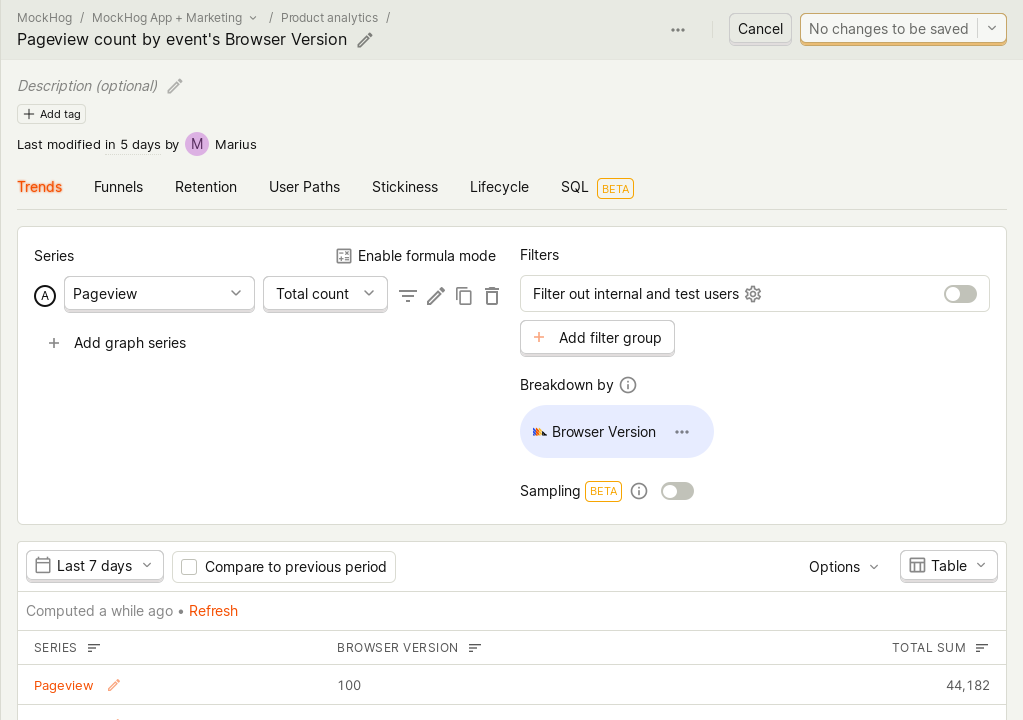 MockHog / MockHog App + Marketing / Product analytics /
Pageview count by event's Browser Version
Cancel
No changes to be saved
Description (optional)
Add tag
Last modified in 5 days by M Marius
Trends Funnels Retention User Paths Stickiness Lifecycle SQL BETA
Series
Enable formula mode
A Pageview Total count
Add graph series
Filters
Filter out internal and test users
Add filter group
Breakdown by
Browser Version
Sampling BETA
Last 7 days Compare to previous period Options Table
Computed a while ago • Refresh
SERIES BROWSER VERSION TOTAL SUM
Pageview 100 44,182